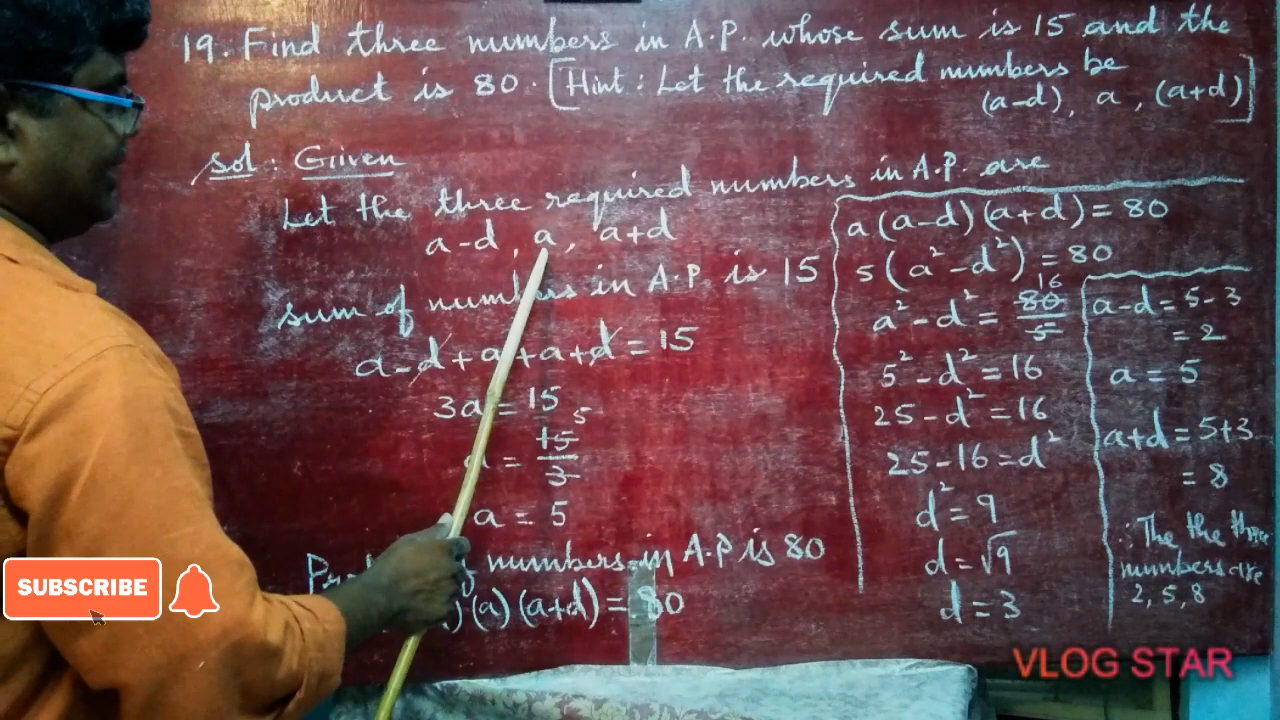 19. Find three numbers in A.P. whose sum is 15 and the
product is 80. [Hint: Let the required numbers be
(a-d), a, (a+d)]
Sol: Given
Let the three required numbers in A.P. are
a-d, a, a+d
sum of numbers in A.P. is 15
a-d+a+a+d = 15
3a = 15
a = 15/3 5
a = 5
numbers in A.P is 80
(a)(a+d) = 80
a(a-d)(a+d) = 80
5(a²-d²) = 80
a²-d² = 80/5 16
5²-d² = 16
25-d² = 16
25-16 = d²
d² = 9
d = √9
d = 3
a-d = 5-3
= 2
a = 5
a+d = 5+3
= 8
∴ The the three
numbers are
2, 5, 8
SUBSCRIBE
VLOG STAR